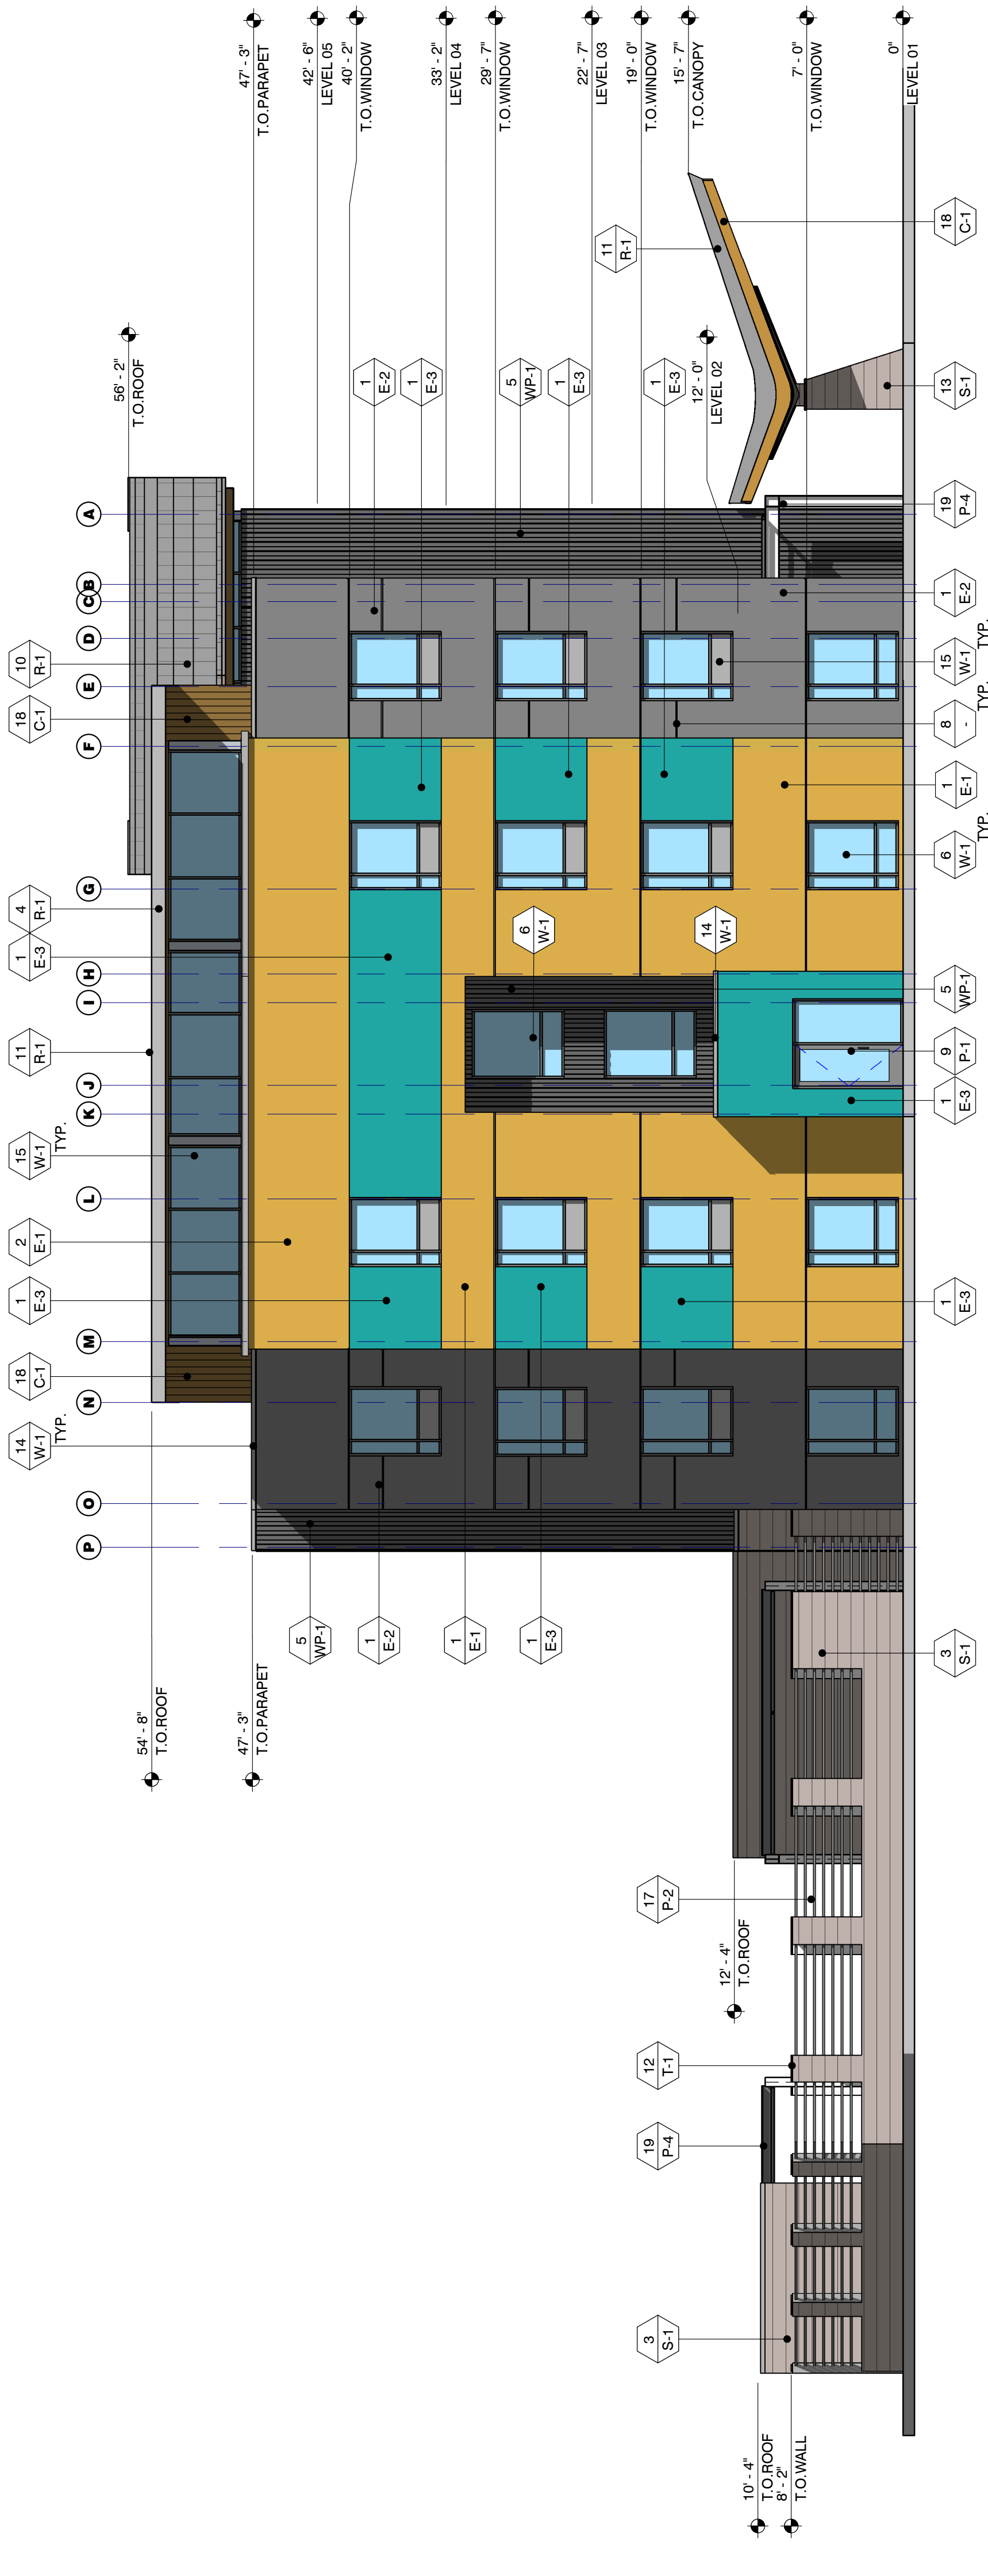 14
W-1
TYP.
18
C-1
1
E-3
2
E-1
15
W-1
TYP.
11
R-1
1
E-3
4
R-1
18
C-1
10
R-1
P O N M L K J I H G F E D C B A
56' - 2"
T.O.ROOF
54' - 8"
T.O.ROOF
47' - 3"
T.O.PARAPET
47' - 3"
T.O.PARAPET
42' - 6"
LEVEL 05
40' - 2"
T.O.WINDOW
33' - 2"
LEVEL 04
29' - 7"
T.O.WINDOW
22' - 7"
LEVEL 03
19' - 0"
T.O.WINDOW
15' - 7"
T.O.CANOPY
7' - 0"
T.O.WINDOW
0"
LEVEL 01
5
WP-1
1
E-2
1
E-1
1
E-3
1
E-2
1
E-3
5
WP-1
1
E-3
1
E-3
12' - 0"
LEVEL 02
11
R-1
6
W-1
14
W-1
3
S-1
19
P-4
12
T-1
17
P-2
12' - 4"
T.O.ROOF
10' - 4"
T.O.ROOF
8' - 2"
T.O.WALL
3
S-1
1
E-3
1
E-3
9
P-1
5
WP-1
6
W-1
TYP.
1
E-1
8
-
TYP.
15
W-1
TYP.
1
E-2
19
P-4
13
S-1
18
C-1